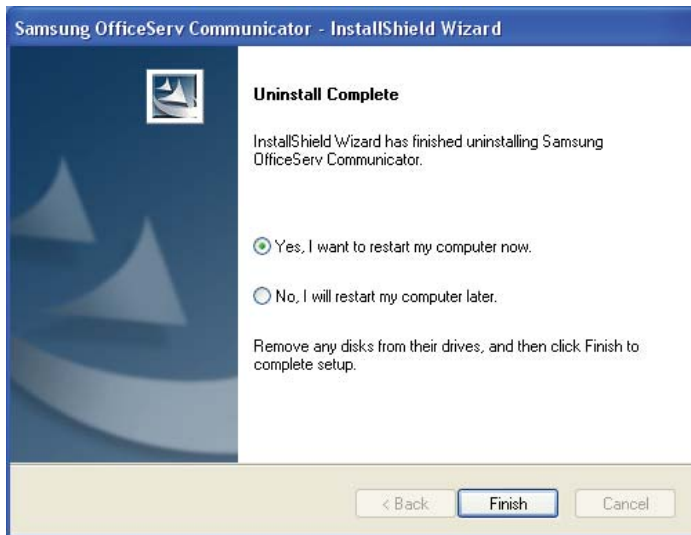 Samsung OfficeServ Communicator - InstallShield Wizard
Uninstall Complete
InstallShield Wizard has finished uninstalling Samsung
OfficeServ Communicator.
Yes, I want to restart my computer now.
No, I will restart my computer later.
Remove any disks from their drives, and then click Finish to
complete setup.
< Back Finish Cancel